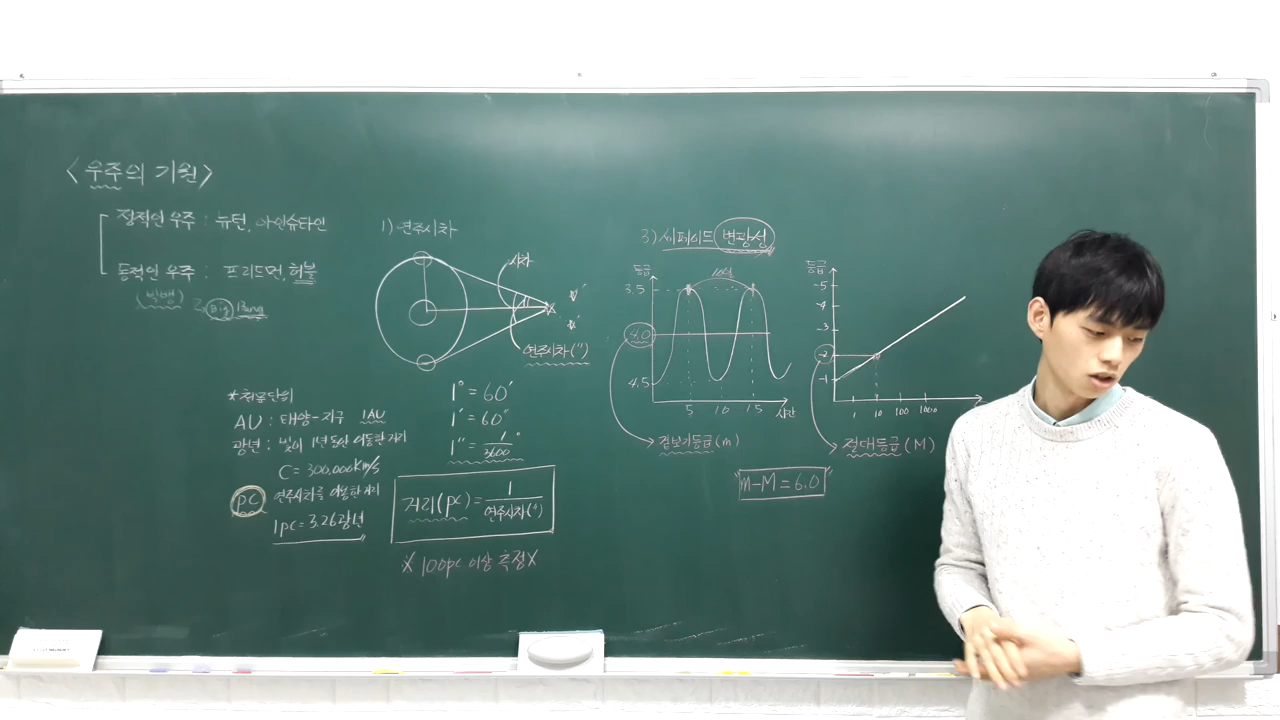 <우주의 기원>
정적인 우주 : 뉴턴, 아인슈타인
동적인 우주 : 프리드먼, 허블
(빅뱅) Big Bang
1) 연주시차
시차
연주시차(")
*천문단위
AU : 태양-지구 1AU
광년 : 빛이 1년 동안 이동한 거리
C = 300,000 Km/s
pc 연주시차를 이용한 거리
1pc = 3.26광년
1° = 60′
1′ = 60″
1″ = 1/3600°
거리(pc) = 1/연주시차(")
X 100pc 이상 측정X
3) 세페이드 변광성
등급
10일
3.5
4.0
4.5
5 10 15 시간
겉보기등급(m)
등급
-5
-4
-3
-2
-1
1 10 100 1000
절대등급(M)
"m-M = 6.0"